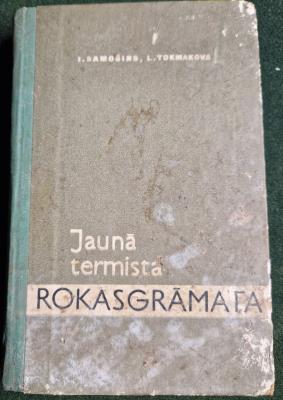 I. SAMOŠINS, L. TOKMAKOVA
Jaunā
termista
ROKASGRĀMATA